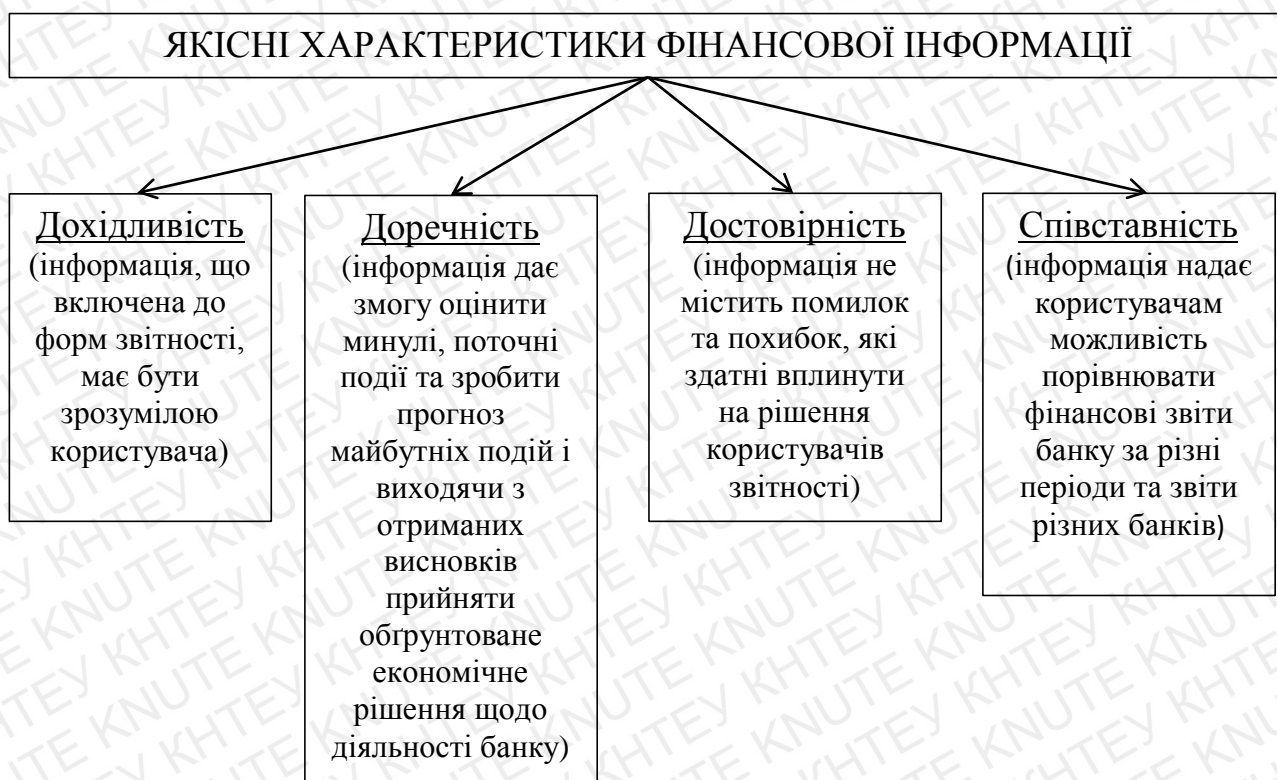 ЯКІСНІ ХАРАКТЕРИСТИКИ ФІНАНСОВОЇ ІНФОРМАЦІЇ
Дохідливість
(інформація, що
включена до
форм звітності,
має бути
зрозумілою
користувача)
Доречність
(інформація дає
змогу оцінити
минулі, поточні
події та зробити
прогноз
майбутніх подій і
виходячи з
отриманих
висновків
прийняти
обґрунтоване
економічне
рішення щодо
діяльності банку)
Достовірність
(інформація не
містить помилок
та похибок, які
здатні вплинути
на рішення
користувачів
звітності)
Співставність
(інформація надає
користувачам
можливість
порівнювати
фінансові звіти
банку за різні
періоди та звіти
різних банків)